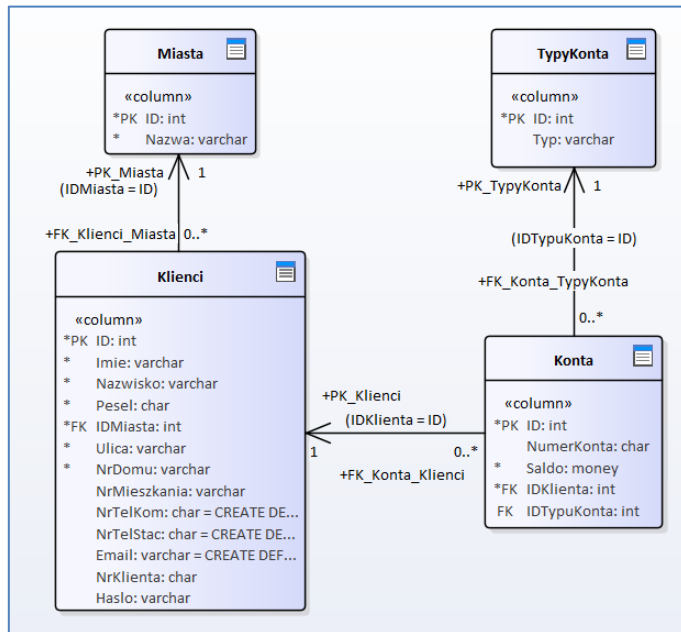 Miasta
«column»
*PK ID: int
* Nazwa: varchar
TypyKonta
«column»
*PK ID: int
Typ: varchar
+PK_Miasta 1
(IDMiasta = ID)
+FK_Klienci_Miasta 0..*
+PK_TypyKonta 1
(IDTypuKonta = ID)
+FK_Konta_TypyKonta
0..*
Klienci
«column»
*PK ID: int
* Imie: varchar
* Nazwisko: varchar
* Pesel: char
*FK IDMiasta: int
* Ulica: varchar
* NrDomu: varchar
NrMieszkania: varchar
NrTelKom: char = CREATE DE...
NrTelStac: char = CREATE DE...
Email: varchar = CREATE DEF...
NrKlienta: char
Haslo: varchar
+PK_Klienci
(IDKlienta = ID)
1 0..*
+FK_Konta_Klienci
Konta
«column»
*PK ID: int
NumerKonta: char
* Saldo: money
*FK IDKlienta: int
FK IDTypuKonta: int